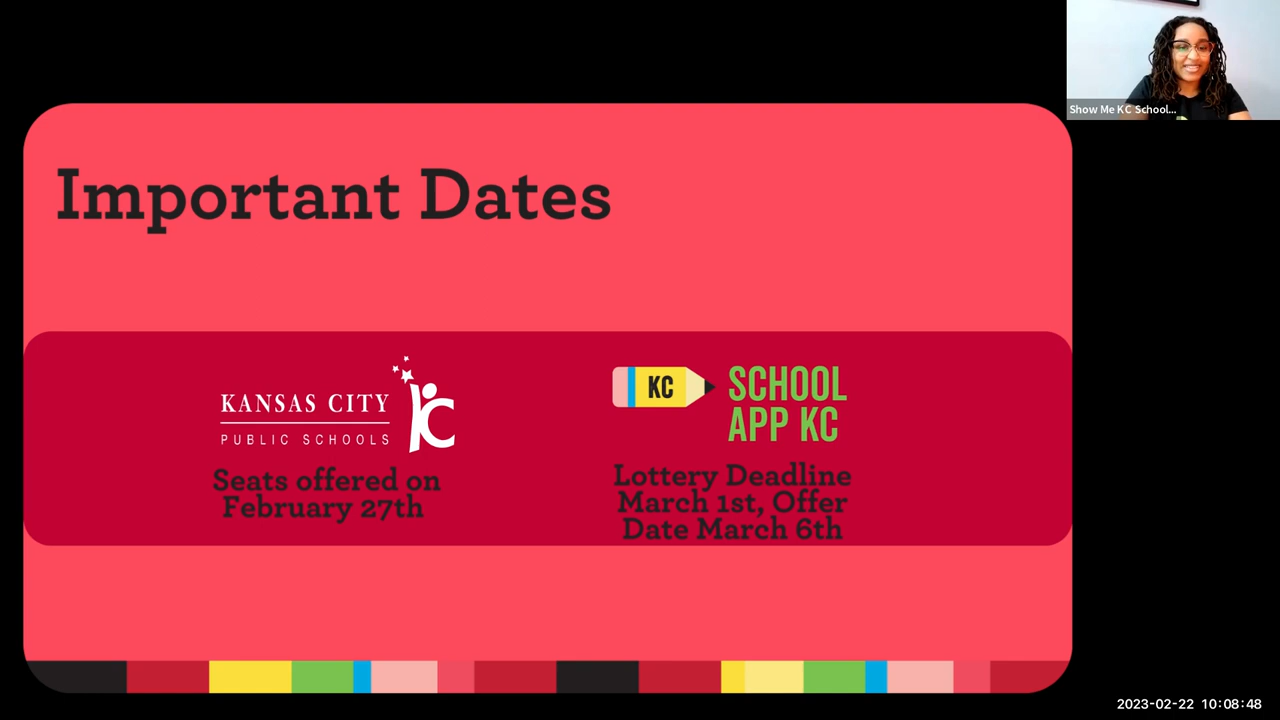 Show Me KC School...
Important Dates
KANSAS CITY
PUBLIC SCHOOLS
Seats offered on
February 27th
KC
SCHOOL
APP KC
Lottery Deadline
March 1st, Offer
Date March 6th
2023-02-22 10:08:48